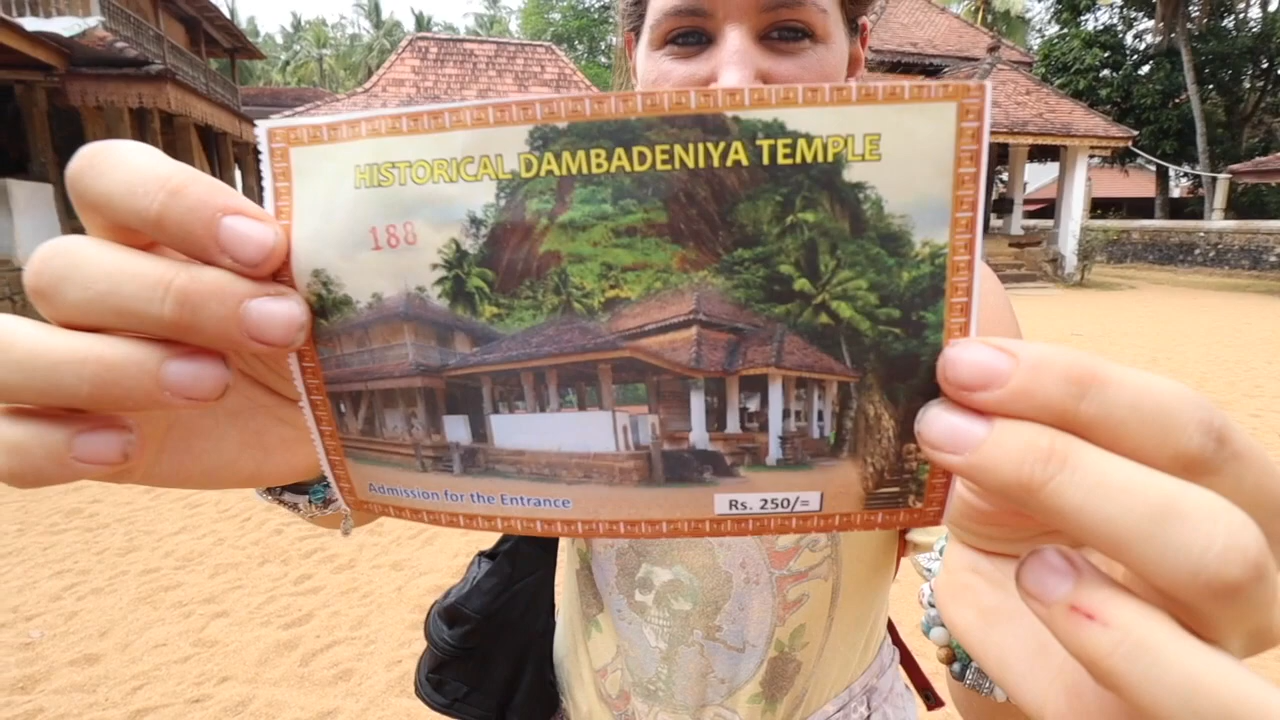 HISTORICAL DAMBADENIYA TEMPLE
188
Admission for the Entrance
Rs. 250/=